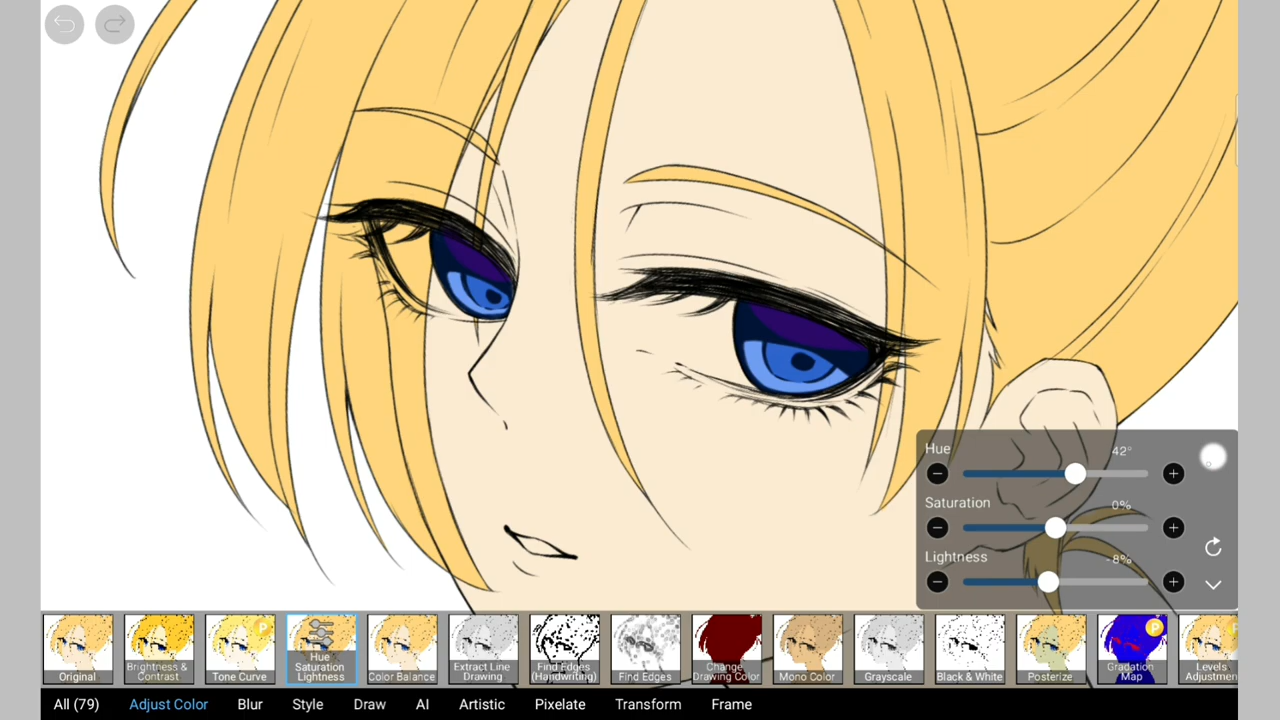 Hue 42°
Saturation 0%
Lightness -8%
Original
Brightness &
Contrast
P
Tone Curve
Hue
Saturation
Lightness
Color Balance
Extract Line
Drawing
Find Edges
(Handwriting)
Find Edges
Change
Drawing Color
Mono Color
Grayscale
Black & White
Posterize
P
Gradation
Map
Levels
Adjustmen
All (79)
Adjust Color
Blur
Style
Draw
AI
Artistic
Pixelate
Transform
Frame